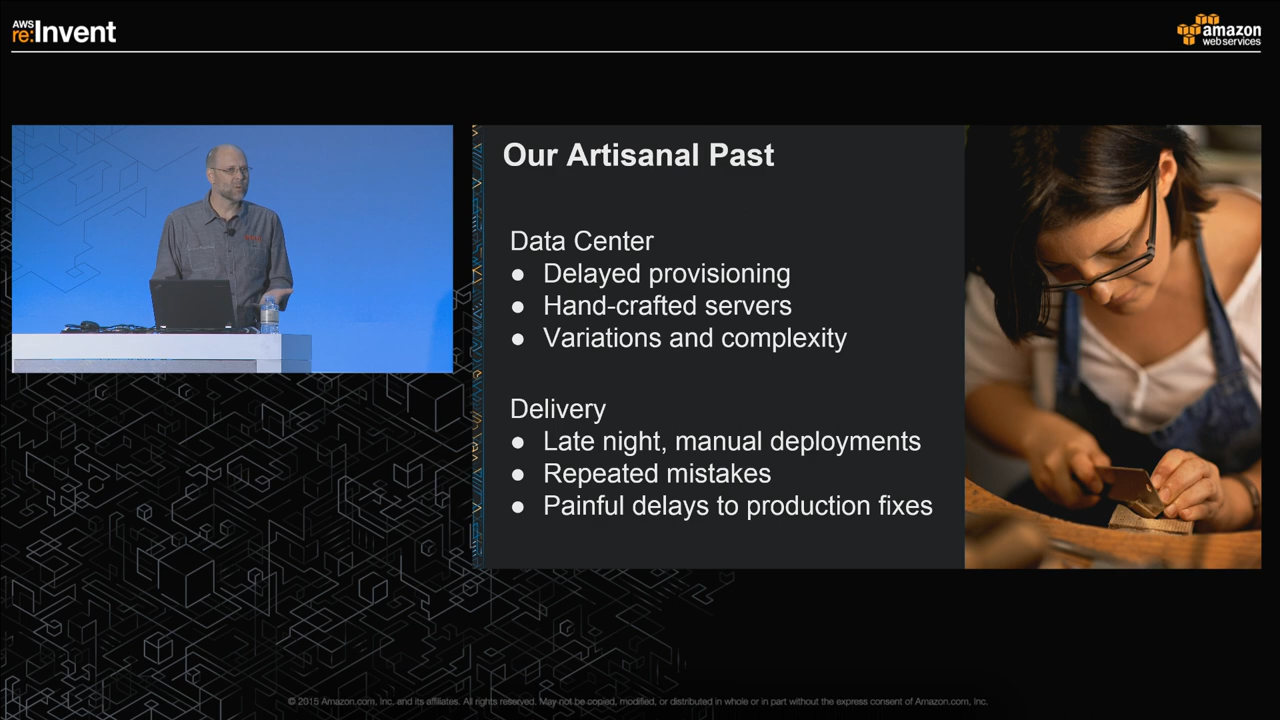 AWS
re:Invent
amazon
web services
Our Artisanal Past
Data Center
● Delayed provisioning
● Hand-crafted servers
● Variations and complexity
Delivery
● Late night, manual deployments
● Repeated mistakes
● Painful delays to production fixes
© 2015 Amazon.com, Inc, and its affiliates. All rights reserved. May not be copied, modified, or distributed in whole or in part without the express consent of Amazon.com, Inc.